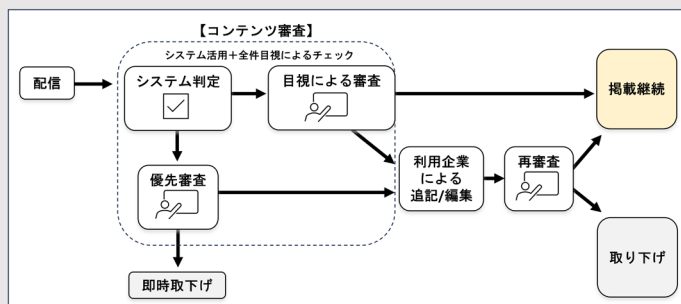 【コンテンツ審査】
システム活用＋全件目視によるチェック
配信
システム判定
目視による審査
掲載継続
優先審査
利用企業
による
追記/編集
再審査
取り下げ
即時取下げ